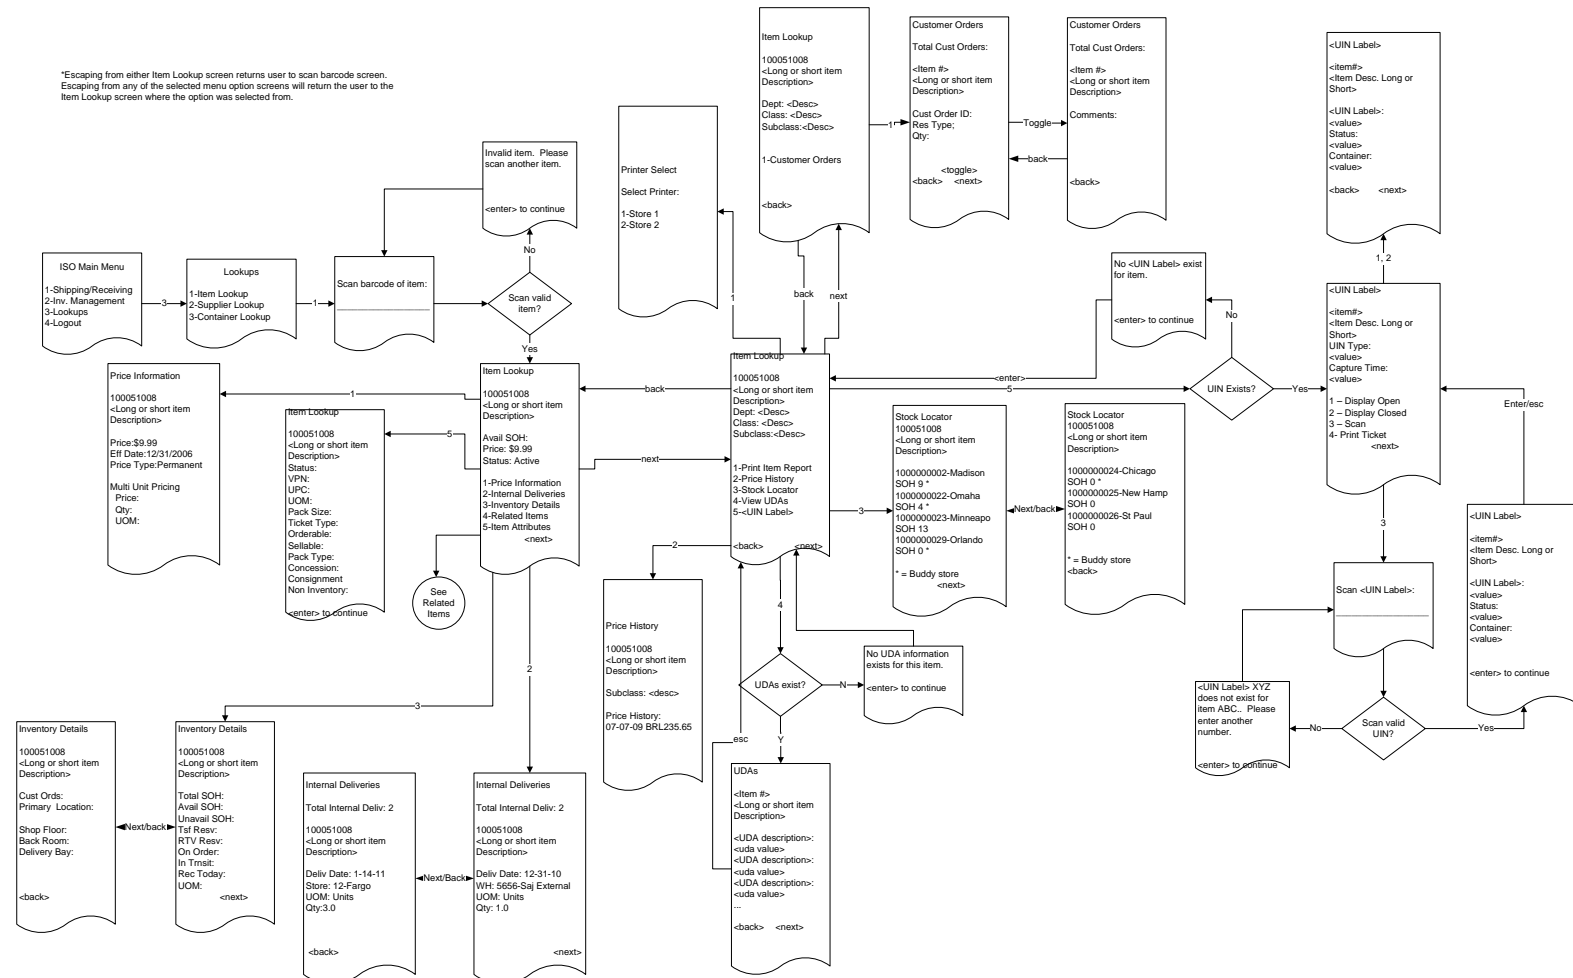 *Escaping from either Item Lookup screen returns user to scan barcode screen.
Escaping from any of the selected menu option screens will return the user to the
Item Lookup screen where the option was selected from.
ISO Main Menu
1-Shipping/Receiving
2-Inv. Management
3-Lookups
4-Logout
3
Lookups
1-Item Lookup
2-Supplier Lookup
3-Container Lookup
1
Scan barcode of item:
Invalid item. Please
scan another item.
<enter> to continue
No
Scan valid
item?
Yes
Printer Select
Select Printer:
1-Store 1
2-Store 2
1
Item Lookup
100051008
<Long or short item
Description>
Dept: <Desc>
Class: <Desc>
Subclass:<Desc>
1-Customer Orders
<back>
1
Customer Orders
Total Cust Orders:
<Item #>
<Long or short item
Description>
Cust Order ID:
Res Type;
Qty:
<toggle>
<back> <next>
Toggle
back
Customer Orders
Total Cust Orders:
<Item #>
<Long or short item
Description>
Comments:
<back>
back
next
<UIN Label>
<item#>
<Item Desc. Long or
Short>
<UIN Label>:
<value>
Status:
<value>
Container:
<value>
<back> <next>
1, 2
No <UIN Label> exist
for item.
<enter> to continue
No
<enter>
5
UIN Exists?
Yes
<UIN Label>
<item#>
<Item Desc. Long or
Short>
UIN Type:
<value>
Capture Time:
<value>
1 – Display Open
2 – Display Closed
3 – Scan
4- Print Ticket
<next>
Enter/esc
3
Price Information
100051008
<Long or short item
Description>
Price:$9.99
Eff Date:12/31/2006
Price Type:Permanent
Multi Unit Pricing
Price:
Qty:
UOM:
1
Item Lookup
100051008
<Long or short item
Description>
Status:
VPN:
UPC:
UOM:
Pack Size:
Ticket Type:
Orderable:
Sellable:
Pack Type:
Concession:
Consignment
Non Inventory:
<enter> to continue
5
Item Lookup
100051008
<Long or short item
Description>
Avail SOH:
Price: $9.99
Status: Active
1-Price Information
2-Internal Deliveries
3-Inventory Details
4-Related Items
5-Item Attributes
<next>
See
Related
Items
back
next
Item Lookup
100051008
<Long or short item
Description>
Dept: <Desc>
Class: <Desc>
Subclass:<Desc>
1-Print Item Report
2-Price History
3-Stock Locator
4-View UDAs
5-<UIN Label>
<back> <next>
3
Stock Locator
100051008
<Long or short item
Description>
1000000002-Madison
SOH 9 *
1000000022-Omaha
SOH 4 *
1000000023-Minneapo
SOH 13
1000000029-Orlando
SOH 0 *
* = Buddy store
<next>
Next/back
Stock Locator
100051008
<Long or short item
Description>
1000000024-Chicago
SOH 0 *
1000000025-New Hamp
SOH 0
1000000026-St Paul
SOH 0
* = Buddy store
<back>
Scan <UIN Label>:
<UIN Label>
<item#>
<Item Desc. Long or
Short>
<UIN Label>:
<value>
Status:
<value>
Container:
<value>
<enter> to continue
<UIN Label> XYZ
does not exist for
item ABC.. Please
enter another
number.
<enter> to continue
No
Scan valid
UIN?
Yes
2
Price History
100051008
<Long or short item
Description>
Subclass: <desc>
Price History:
07-07-09 BRL235.65
4
UDAs exist?
N
No UDA information
exists for this item.
<enter> to continue
Y
esc
UDAs
<Item #>
<Long or short item
Description>
<UDA description>:
<uda value>
<UDA description>:
<uda value>
<UDA description>:
<uda value>
...
<back> <next>
2
3
Inventory Details
100051008
<Long or short item
Description>
Cust Ords:
Primary Location:
Shop Floor:
Back Room:
Delivery Bay:
<back>
Next/back
Inventory Details
100051008
<Long or short item
Description>
Total SOH:
Avail SOH:
Unavail SOH:
Tsf Resv:
RTV Resv:
On Order:
In Trnsit:
Rec Today:
UOM:
<next>
Internal Deliveries
Total Internal Deliv: 2
100051008
<Long or short item
Description>
Deliv Date: 1-14-11
Store: 12-Fargo
UOM: Units
Qty:3.0
<back>
Next/Back
Internal Deliveries
Total Internal Deliv: 2
100051008
<Long or short item
Description>
Deliv Date: 12-31-10
WH: 5656-Saj External
UOM: Units
Qty: 1.0
<next>